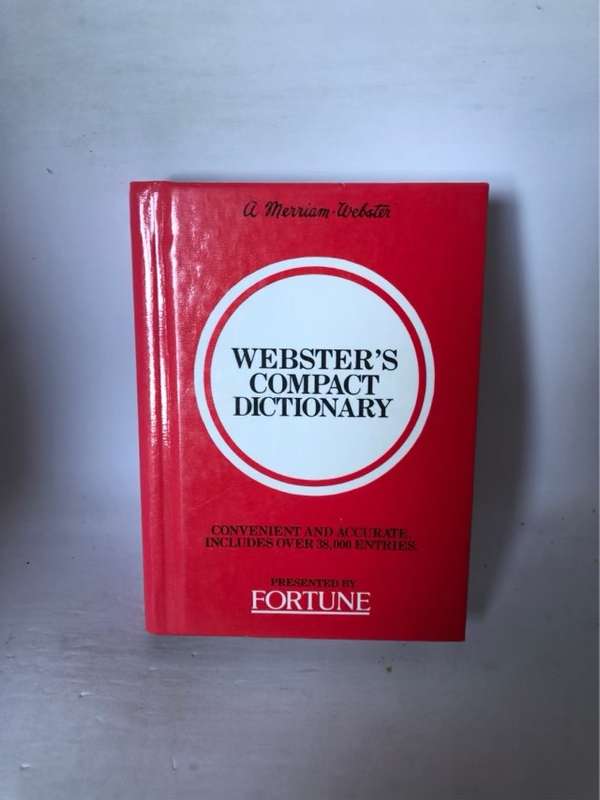 A Merriam-Webster
WEBSTER'S
COMPACT
DICTIONARY
CONVENIENT AND ACCURATE.
INCLUDES OVER 38,000 ENTRIES.
PRESENTED BY
FORTUNE